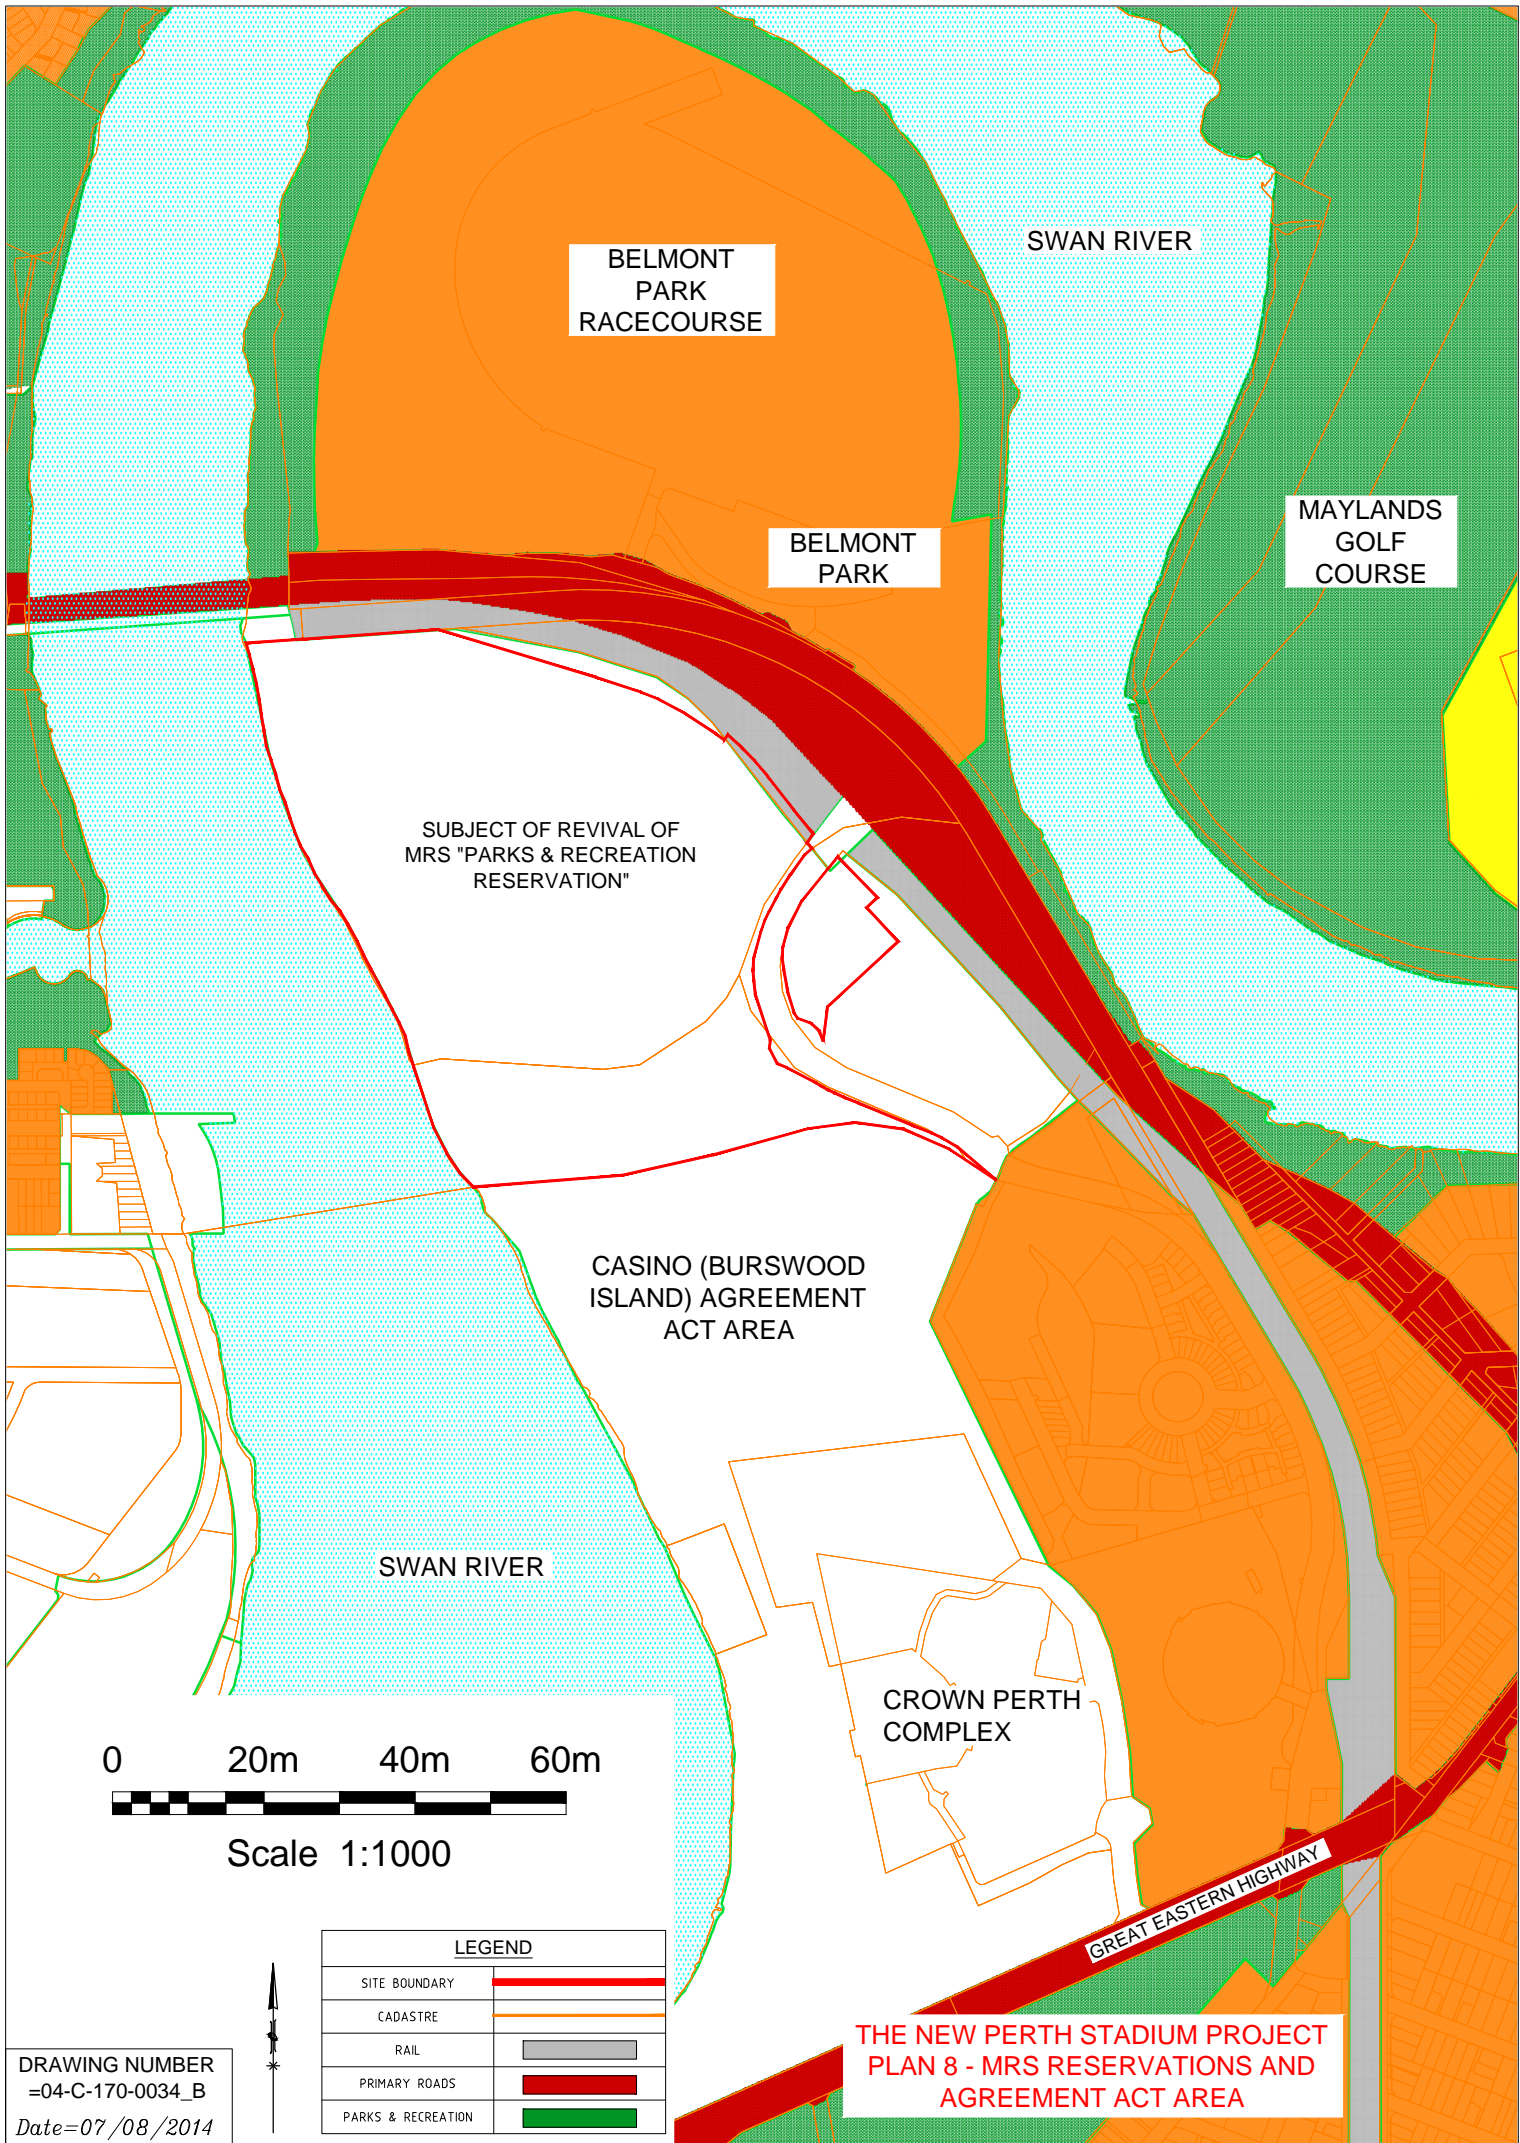 SWAN RIVER
BELMONT
PARK
RACECOURSE
MAYLANDS
GOLF
COURSE
BELMONT
PARK
SUBJECT OF REVIVAL OF
MRS "PARKS & RECREATION
RESERVATION"
CASINO (BURSWOOD
ISLAND) AGREEMENT
ACT AREA
SWAN RIVER
CROWN PERTH
COMPLEX
0 20m 40m 60m
Scale 1:1000
GREAT EASTERN HIGHWAY
LEGEND
SITE BOUNDARY
CADASTRE
RAIL
PRIMARY ROADS
PARKS & RECREATION
THE NEW PERTH STADIUM PROJECT
PLAN 8 - MRS RESERVATIONS AND
AGREEMENT ACT AREA
DRAWING NUMBER
=04-C-170-0034_B
Date=07/08/2014